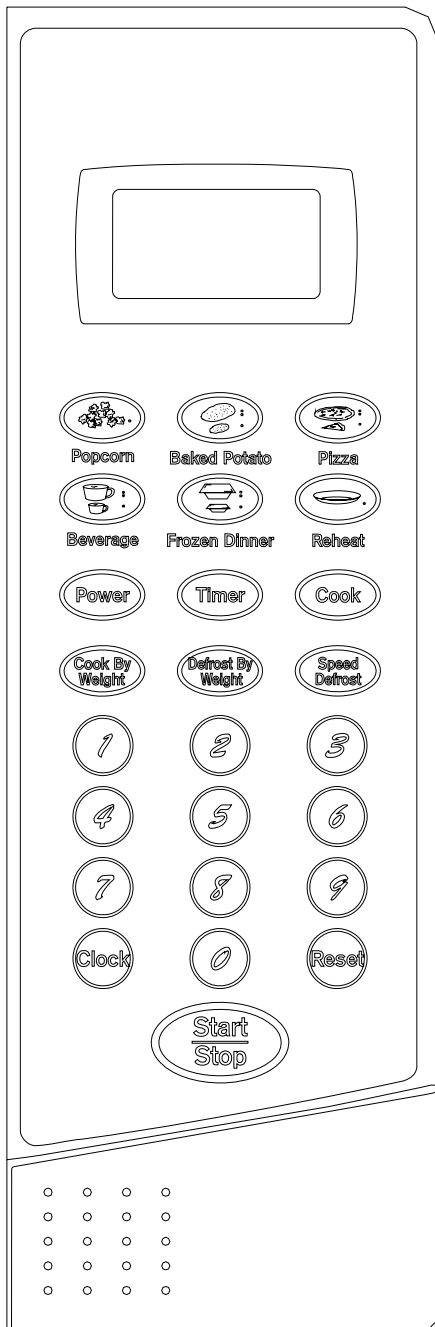 Popcorn Baked Potato Pizza
Beverage Frozen Dinner Reheat
Power Timer Cook
Cook By Defrost By Speed
Weight Weight Defrost
1 2 3
4 5 6
7 8 9
Clock 0 Reset
Start
Stop